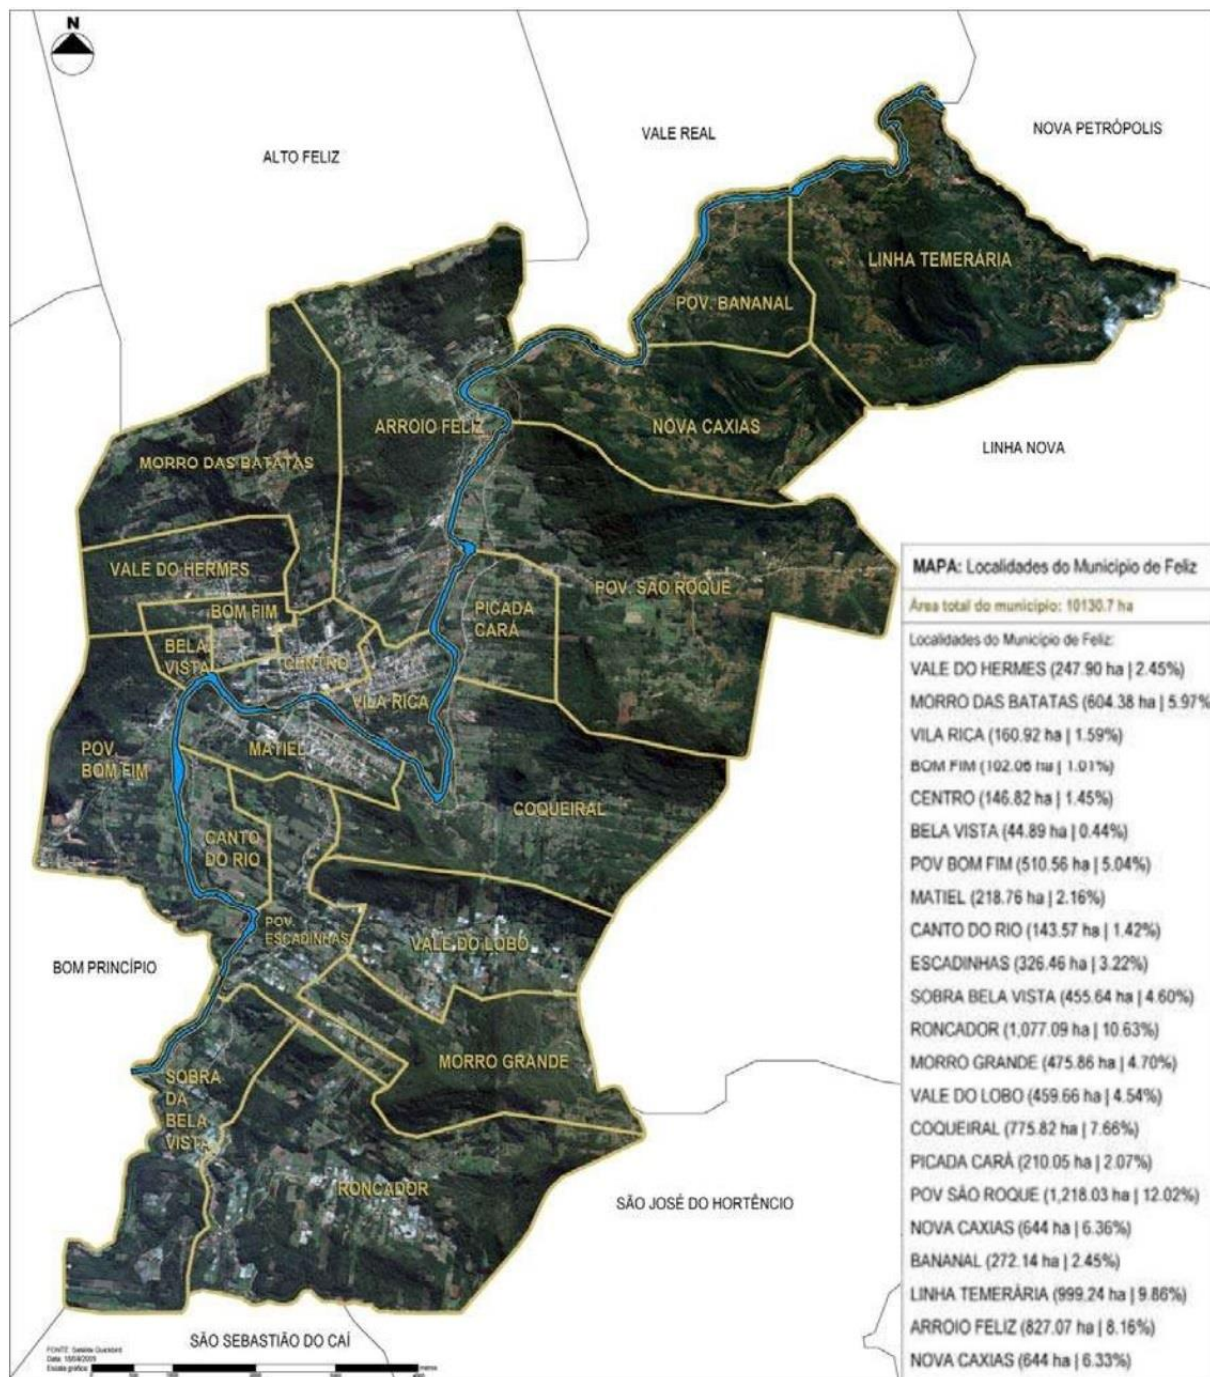 N
VALE REAL
NOVA PETRÓPOLIS
ALTO FELIZ
LINHA TEMERÁRIA
POV. BANANAL
ARROIO FELIZ
NOVA CAXIAS
LINHA NOVA
MORRO DAS BATATAS
VALE DO HERMES
POV. SÃO ROQUE
BOM FIM
PICADA
CARÁ
BELA
VISTA
CENTRO
VILA RICA
MATIEL
POV.
BOM FIM
COQUEIRAL
CANTO
DO RIO
POV.
ESCADINHAS
VALE DO LOBO
BOM PRINCÍPIO
MORRO GRANDE
SOBRA
DA
BELA
VISTA
RONCADOR
SÃO JOSÉ DO HORTÊNCIO
SÃO SEBASTIÃO DO CAÍ
MAPA: Localidades do Município de Feliz
Área total do município: 10130.7 ha
Localidades do Município de Feliz:
VALE DO HERMES (247.90 ha | 2.45%)
MORRO DAS BATATAS (604.38 ha | 5.97%
VILA RICA (160.92 ha | 1.59%)
BOM FIM (102.06 ha | 1.01%)
CENTRO (146.82 ha | 1.45%)
BELA VISTA (44.89 ha | 0.44%)
POV BOM FIM (510.56 ha | 5.04%)
MATIEL (218.76 ha | 2.16%)
CANTO DO RIO (143.57 ha | 1.42%)
ESCADINHAS (326.46 ha | 3.22%)
SOBRA BELA VISTA (455.64 ha | 4.60%)
RONCADOR (1,077.09 ha | 10.63%)
MORRO GRANDE (475.86 ha | 4.70%)
VALE DO LOBO (459.66 ha | 4.54%)
COQUEIRAL (775.82 ha | 7.66%)
PICADA CARÁ (210.05 ha | 2.07%)
POV SÃO ROQUE (1,218.03 ha | 12.02%)
NOVA CAXIAS (644 ha | 6.36%)
BANANAL (272.14 ha | 2.45%)
LINHA TEMERÁRIA (999.24 ha | 9.86%)
ARROIO FELIZ (827.07 ha | 8.16%)
NOVA CAXIAS (644 ha | 6.33%)
FONTE: Satélite Quickbird
Escala gráfica